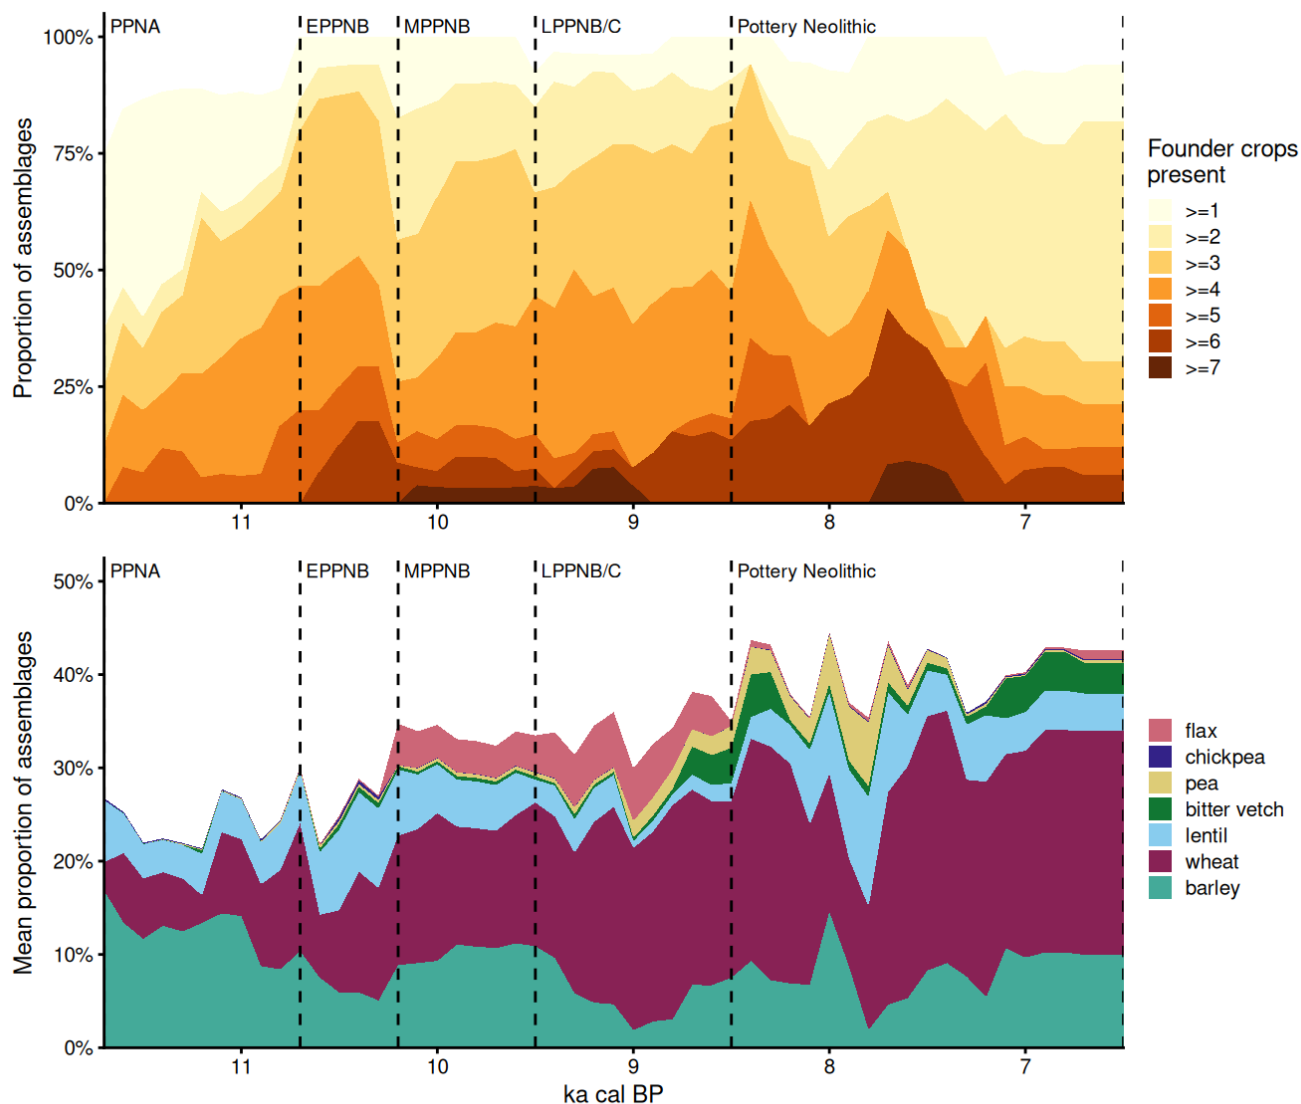 PPNA EPPNB MPPNB LPPNB/C Pottery Neolithic
100%
75%
50%
25%
0%
Proportion of assemblages
11 10 9 8 7
Founder crops
present
>=1
>=2
>=3
>=4
>=5
>=6
>=7
PPNA EPPNB MPPNB LPPNB/C Pottery Neolithic
50%
40%
30%
20%
10%
0%
Mean proportion of assemblages
11 10 9 8 7
ka cal BP
flax
chickpea
pea
bitter vetch
lentil
wheat
barley